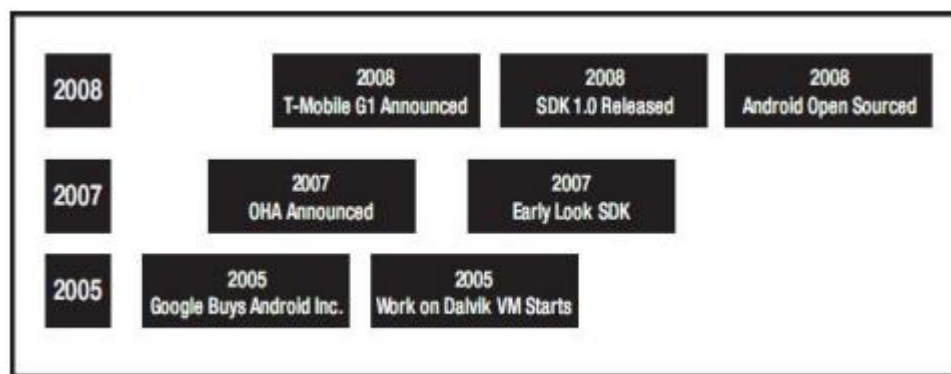 2008
2008
T-Mobile G1 Announced
2008
SDK 1.0 Released
2008
Android Open Sourced
2007
2007
OHA Announced
2007
Early Look SDK
2005
2005
Google Buys Android Inc.
2005
Work on Dalvik VM Starts